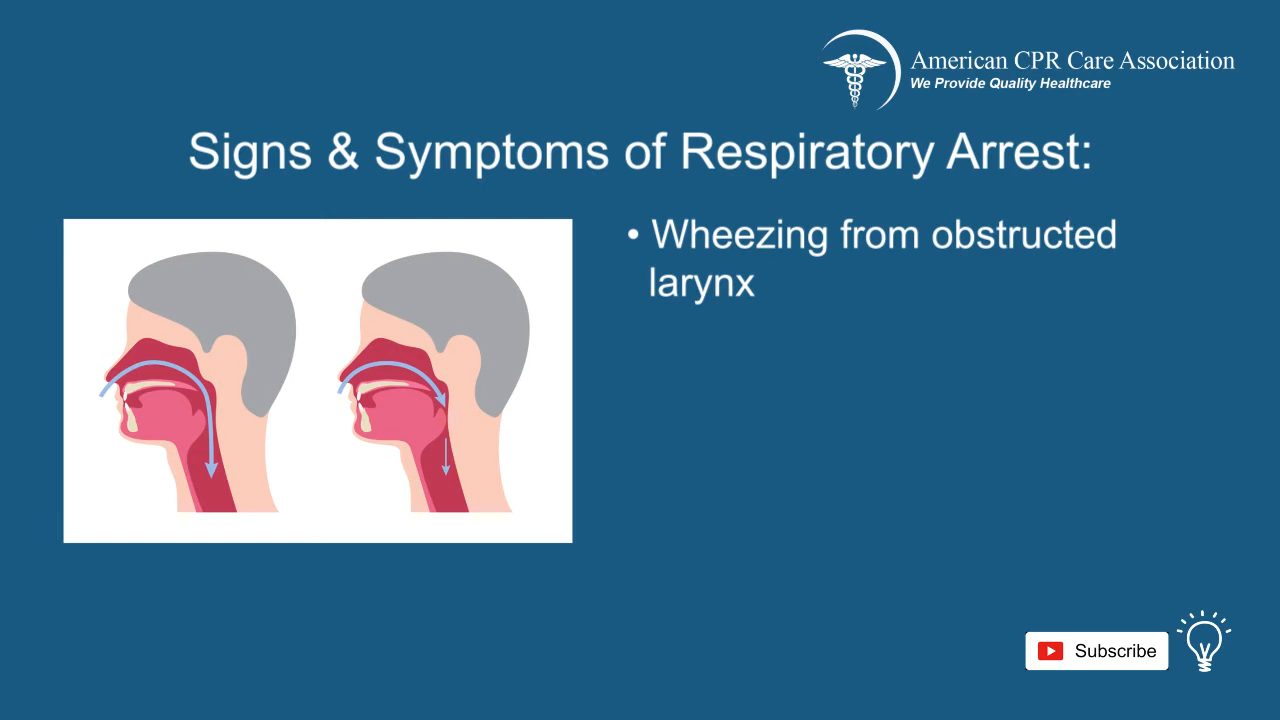 American CPR Care Association
We Provide Quality Healthcare
Signs & Symptoms of Respiratory Arrest:
• Wheezing from obstructed
larynx
Subscribe